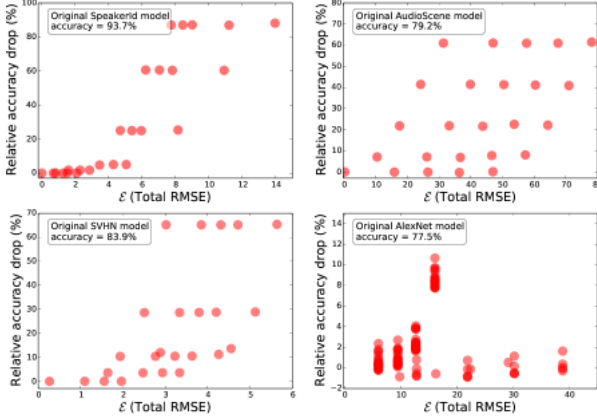 Original SpeakerId model
accuracy = 93.7%
Relative accuracy drop (%)
100
80
60
40
20
0
0 2 4 6 8 10 12 14
ℰ (Total RMSE)
Original AudioScene model
accuracy = 79.2%
Relative accuracy drop (%)
80
70
60
50
40
30
20
10
0
0 10 20 30 40 50 60 70 80
ℰ (Total RMSE)
Original SVHN model
accuracy = 83.9%
Relative accuracy drop (%)
70
60
50
40
30
20
10
0
0 1 2 3 4 5 6
ℰ (Total RMSE)
Original AlexNet model
accuracy = 77.5%
Relative accuracy drop (%)
14
12
10
8
6
4
2
0
−2
0 10 20 30 40
ℰ (Total RMSE)